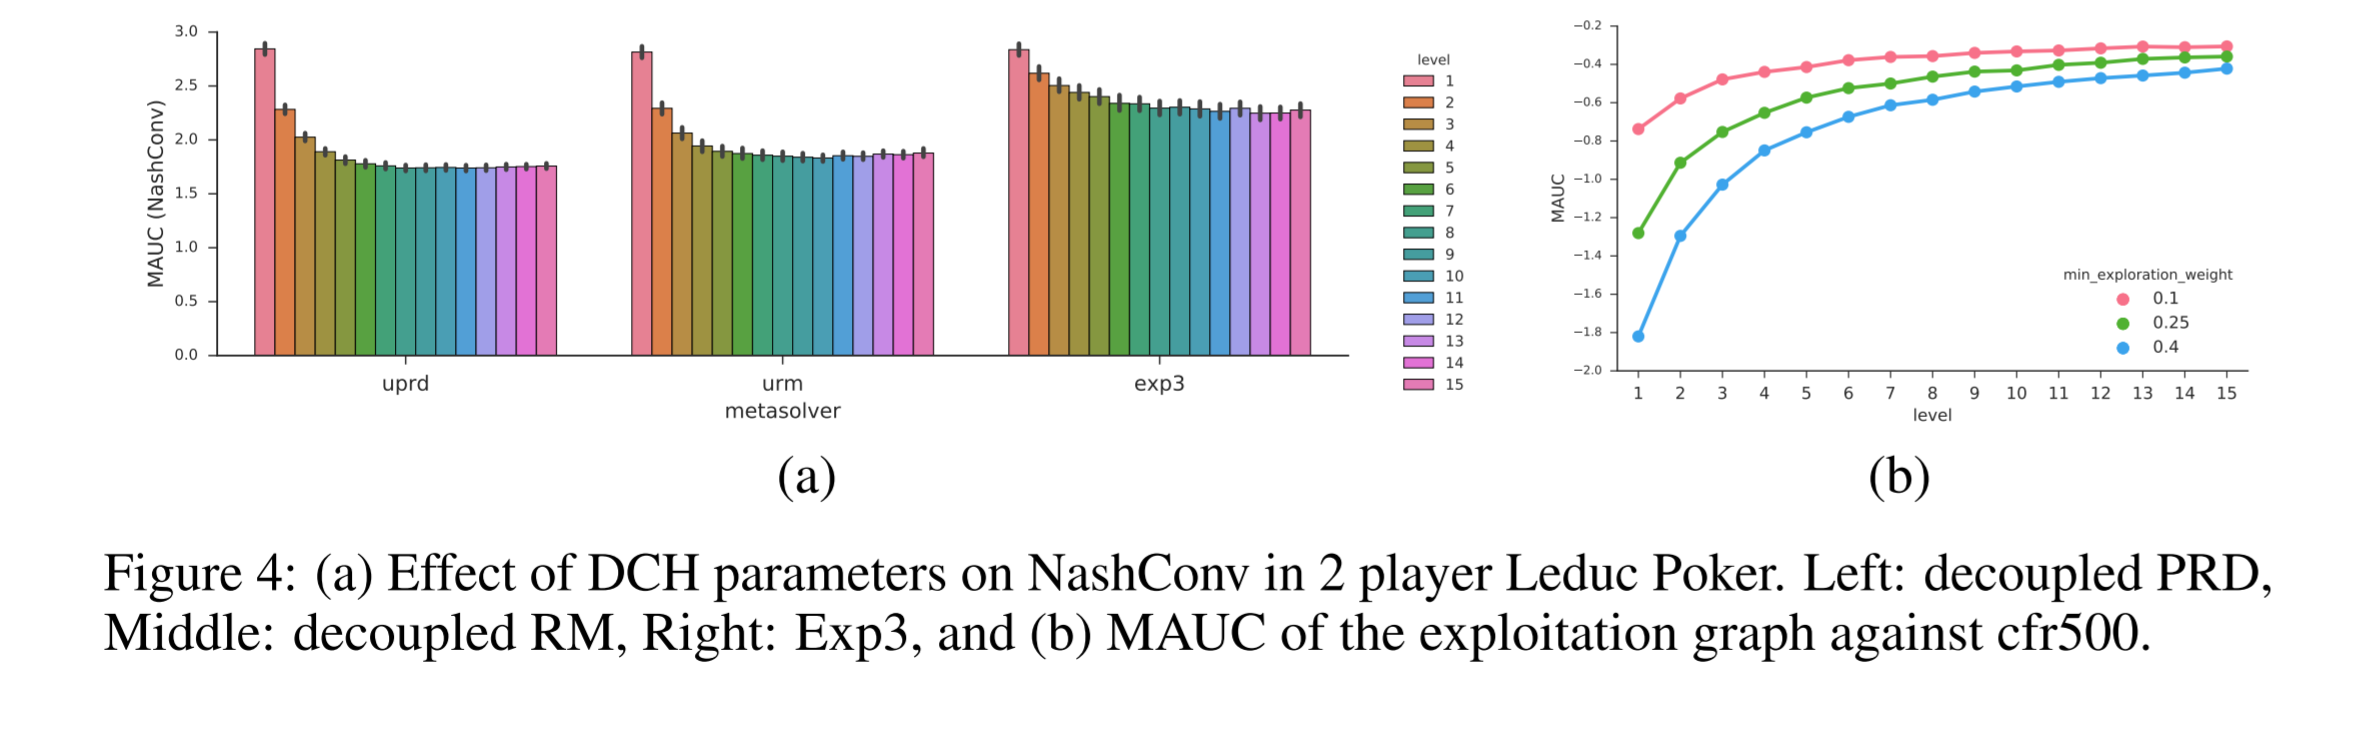 3.0
2.5
2.0
1.5
1.0
0.5
0.0
MAUC (NashConv)
uprd
urm
exp3
metasolver
level
1
2
3
4
5
6
7
8
9
10
11
12
13
14
15
(a)
−0.2
−0.4
−0.6
−0.8
−1.0
−1.2
−1.4
−1.6
−1.8
−2.0
MAUC
min_exploration_weight
0.1
0.25
0.4
1 2 3 4 5 6 7 8 9 10 11 12 13 14 15
level
(b)
Figure 4: (a) Effect of DCH parameters on NashConv in 2 player Leduc Poker. Left: decoupled PRD,
Middle: decoupled RM, Right: Exp3, and (b) MAUC of the exploitation graph against cfr500.